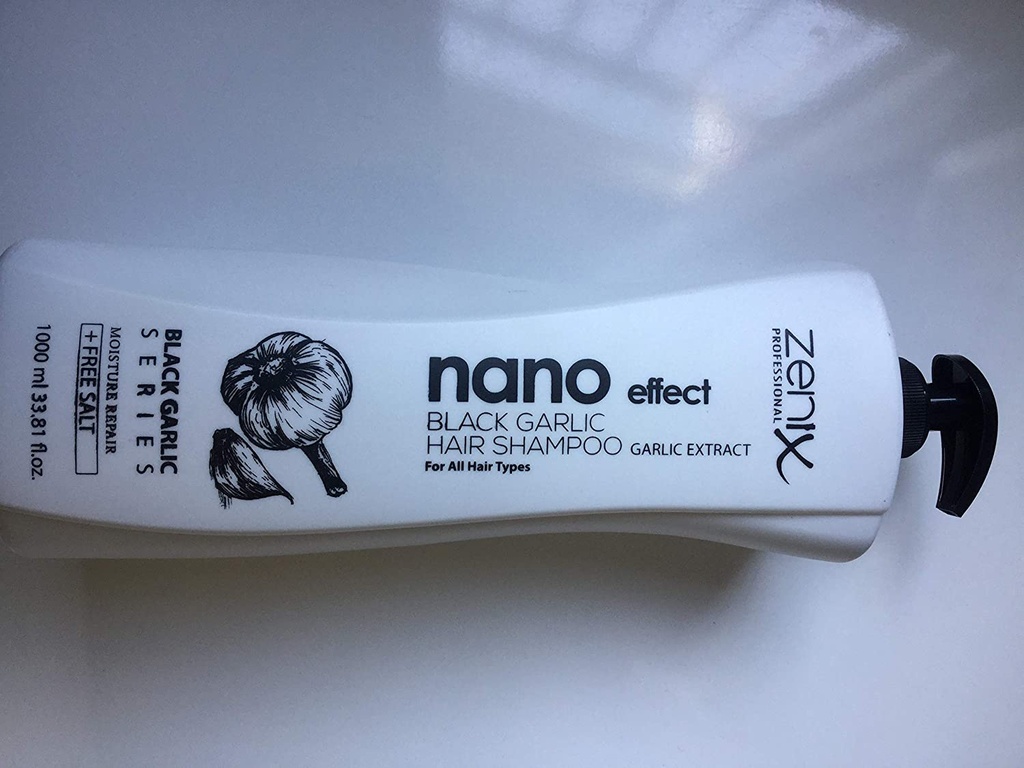 zenix
PROFESSIONAL
nano effect
BLACK GARLIC
HAIR SHAMPOO GARLIC EXTRACT
For All Hair Types
BLACK GARLIC
SERIES
MOISTURE REPAIR
+ FREE SALT
1000 ml 33.81 fl.oz.